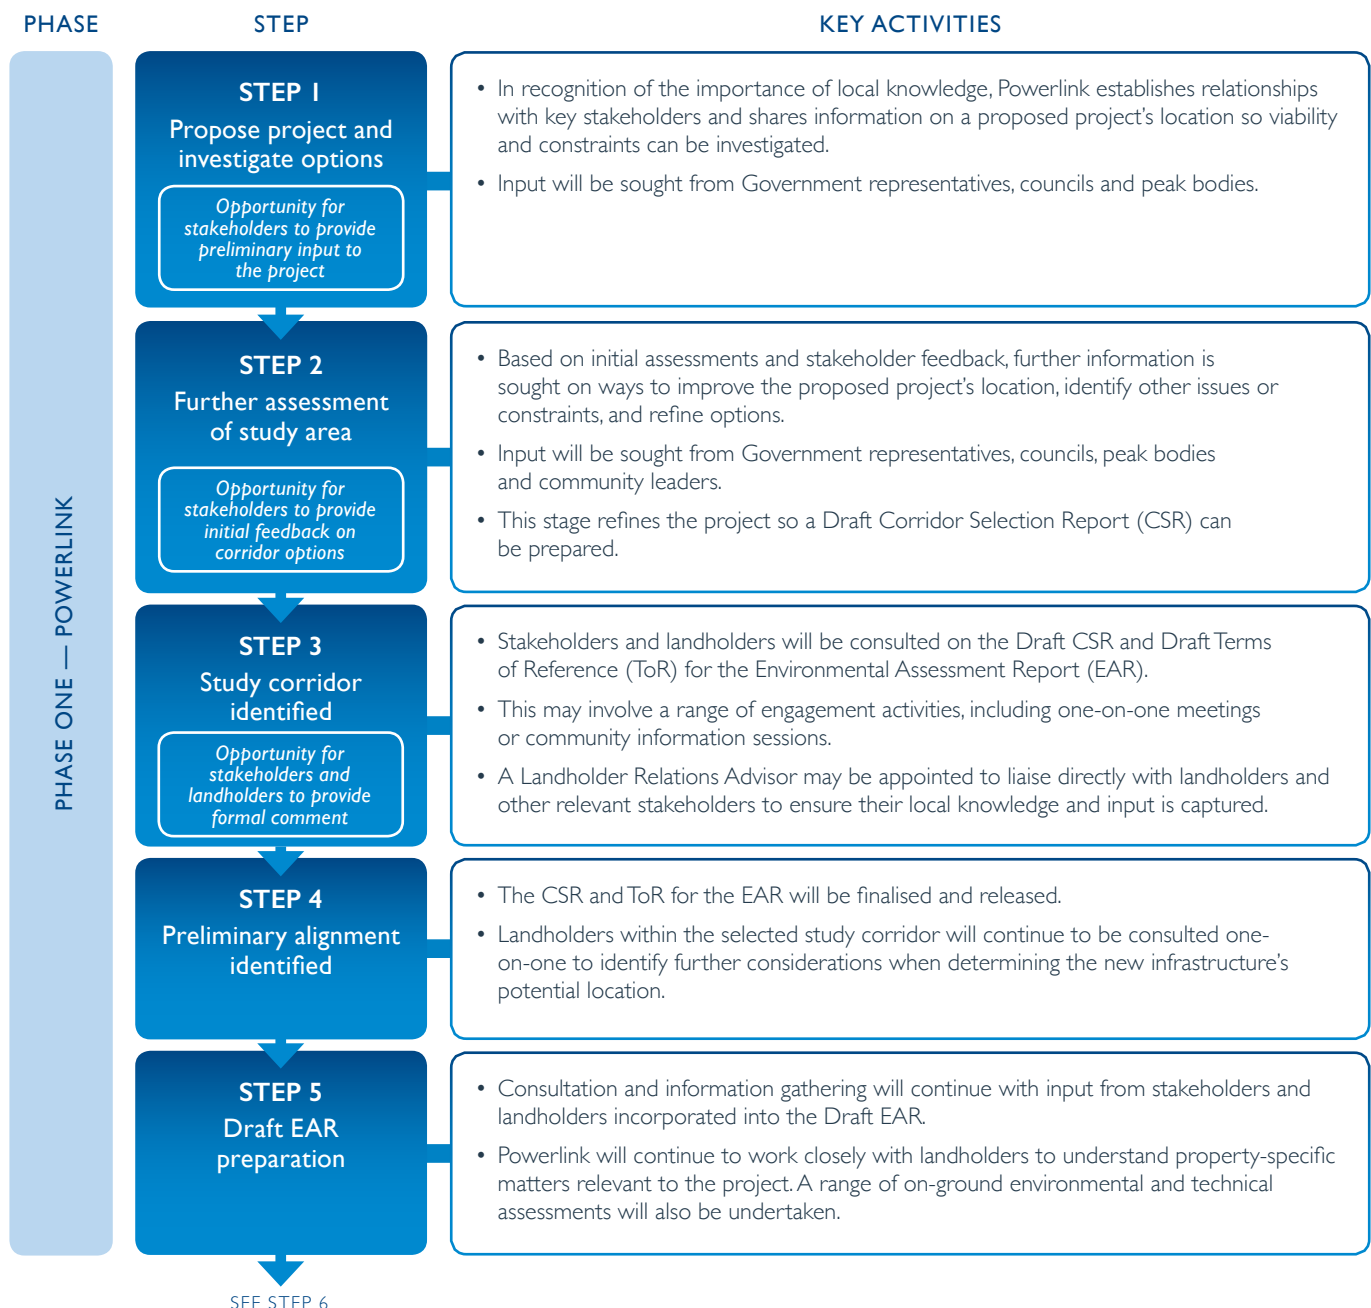 PHASE
STEP
KEY ACTIVITIES
PHASE ONE — POWERLINK
STEP 1
Propose project and
investigate options
Opportunity for
stakeholders to provide
preliminary input to
the project
• In recognition of the importance of local knowledge, Powerlink establishes relationships
with key stakeholders and shares information on a proposed project's location so viability
and constraints can be investigated.
• Input will be sought from Government representatives, councils and peak bodies.
STEP 2
Further assessment
of study area
Opportunity for
stakeholders to provide
initial feedback on
corridor options
• Based on initial assessments and stakeholder feedback, further information is
sought on ways to improve the proposed project's location, identify other issues or
constraints, and refine options.
• Input will be sought from Government representatives, councils, peak bodies
and community leaders.
• This stage refines the project so a Draft Corridor Selection Report (CSR) can
be prepared.
STEP 3
Study corridor
identified
Opportunity for
stakeholders and
landholders to provide
formal comment
• Stakeholders and landholders will be consulted on the Draft CSR and Draft Terms
of Reference (ToR) for the Environmental Assessment Report (EAR).
• This may involve a range of engagement activities, including one-on-one meetings
or community information sessions.
• A Landholder Relations Advisor may be appointed to liaise directly with landholders and
other relevant stakeholders to ensure their local knowledge and input is captured.
STEP 4
Preliminary alignment
identified
• The CSR and ToR for the EAR will be finalised and released.
• Landholders within the selected study corridor will continue to be consulted one-
on-one to identify further considerations when determining the new infrastructure's
potential location.
STEP 5
Draft EAR
preparation
• Consultation and information gathering will continue with input from stakeholders and
landholders incorporated into the Draft EAR.
• Powerlink will continue to work closely with landholders to understand property-specific
matters relevant to the project. A range of on-ground environmental and technical
assessments will also be undertaken.
SEE STEP 6